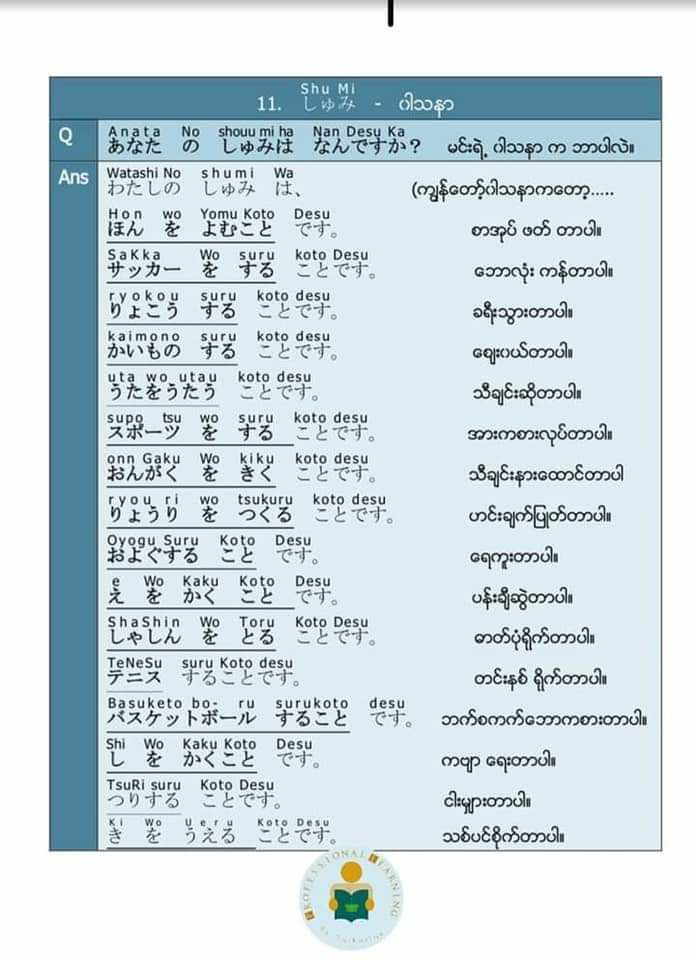 Shu Mi
11. しゅみ - ဝါသနာ
Q
Anata No shouu mi ha Nan Desu Ka
あなた の しゅみは なんですか? မင်းရဲ့ ဝါသနာ က ဘာပါလဲ။
Ans
Watashi No shumi Wa
わたしの しゅみ は、 (ကျွန်တော့်ဝါသနာကတော့.....
Hon wo Yomu Koto Desu
ほん を よむこと です。 စာအုပ် ဖတ် တာပါ။
SaKka Wo suru koto Desu
サッカー を する ことです。 ဘောလုံး ကန်တာပါ။
ryokou suru koto desu
りょこう する ことです。 ခရီးသွားတာပါ။
kaimono suru koto desu
かいもの する ことです。 ဈေးဝယ်တာပါ။
uta wo utau koto desu
うたをうたう ことです。 သီချင်းဆိုတာပါ။
supo tsu wo suru koto desu
スポーツ を する ことです。 အားကစားလုပ်တာပါ။
onn Gaku Wo kiku koto desu
おんがく を きく ことです。 သီချင်းနားထောင်တာပါ
ryou ri wo tsukuru koto desu
りょうり を つくる ことです。 ဟင်းချက်ပြုတ်တာပါ။
Oyogu Suru Koto Desu
およぐする こと です。 ရေကူးတာပါ။
e Wo Kaku Koto Desu
え を かく こと です。 ပန်းချီဆွဲတာပါ။
ShaShin Wo Toru Koto Desu
しゃしん を とる ことです。 ဓာတ်ပုံရိုက်တာပါ။
TeNeSu suru Koto desu
テニス することです。 တင်းနစ် ရိုက်တာပါ။
Basuketo bo- ru surukoto desu
バスケットボール すること です。 ဘက်စကက်ဘောကစားတာပါ။
Shi Wo Kaku Koto Desu
し を かくこと です。 ကဗျာ ရေးတာပါ။
TsuRi suru Koto Desu
つりする ことです。 ငါးမျှားတာပါ။
Ki Wo Ueru Koto Desu
き を うえる ことです。 သစ်ပင်စိုက်တာပါ။
PROFESSIONAL LEARNING